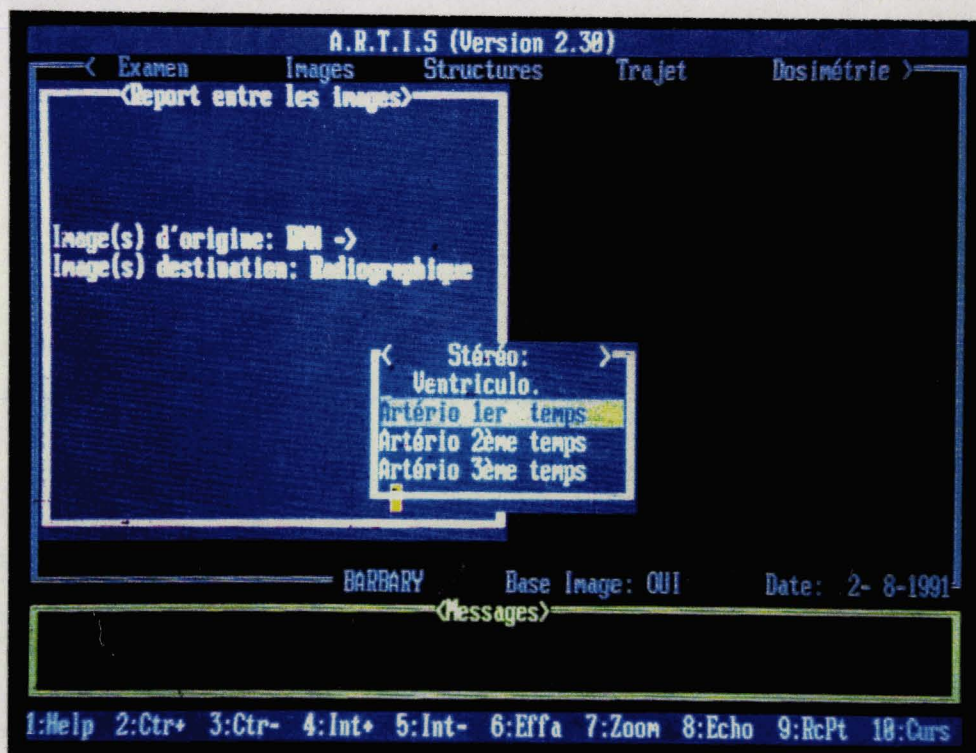 A.R.T.I.S (Version 2.30)
< Examen Images Structures Trajet Dosimétrie >
<Report entre les images>
Image(s) d'origine: RMN ->
Image(s) destination: Radiographique
< Stéréo: >
Ventriculo.
Artério 1er temps
Artério 2ème temps
Artério 3ème temps
BARBARY Base Image: OUI Date: 2- 8-1991
<Messages>
1:Help 2:Ctr+ 3:Ctr- 4:Int+ 5:Int- 6:Effa 7:Zoom 8:Echo 9:RcPt 10:Curs